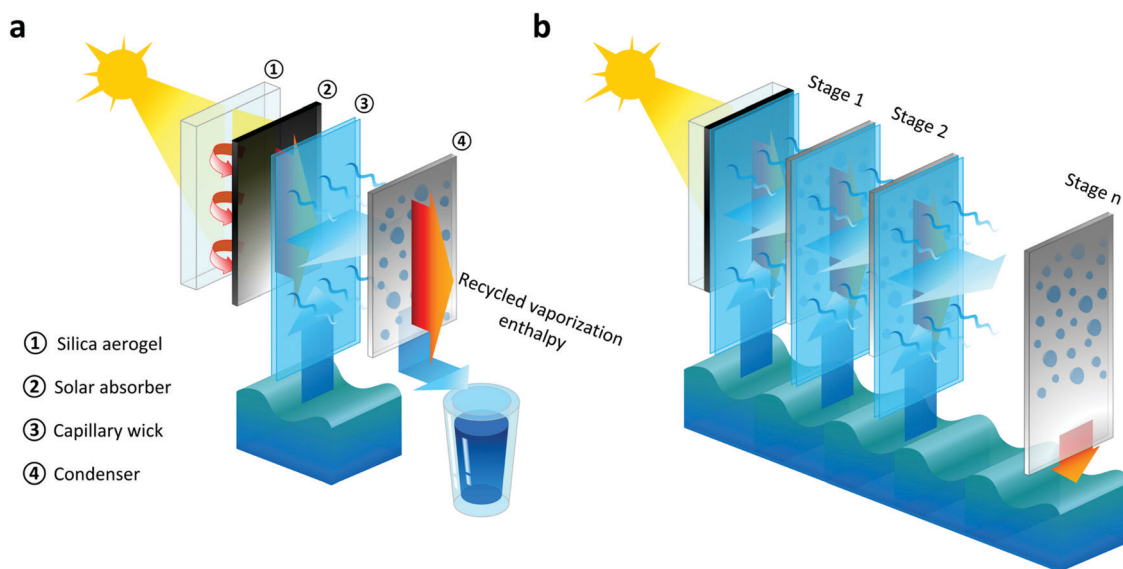 a
①
②
③
④
Recycled vaporization
enthalpy
① Silica aerogel
② Solar absorber
③ Capillary wick
④ Condenser
b
Stage 1
Stage 2
Stage n